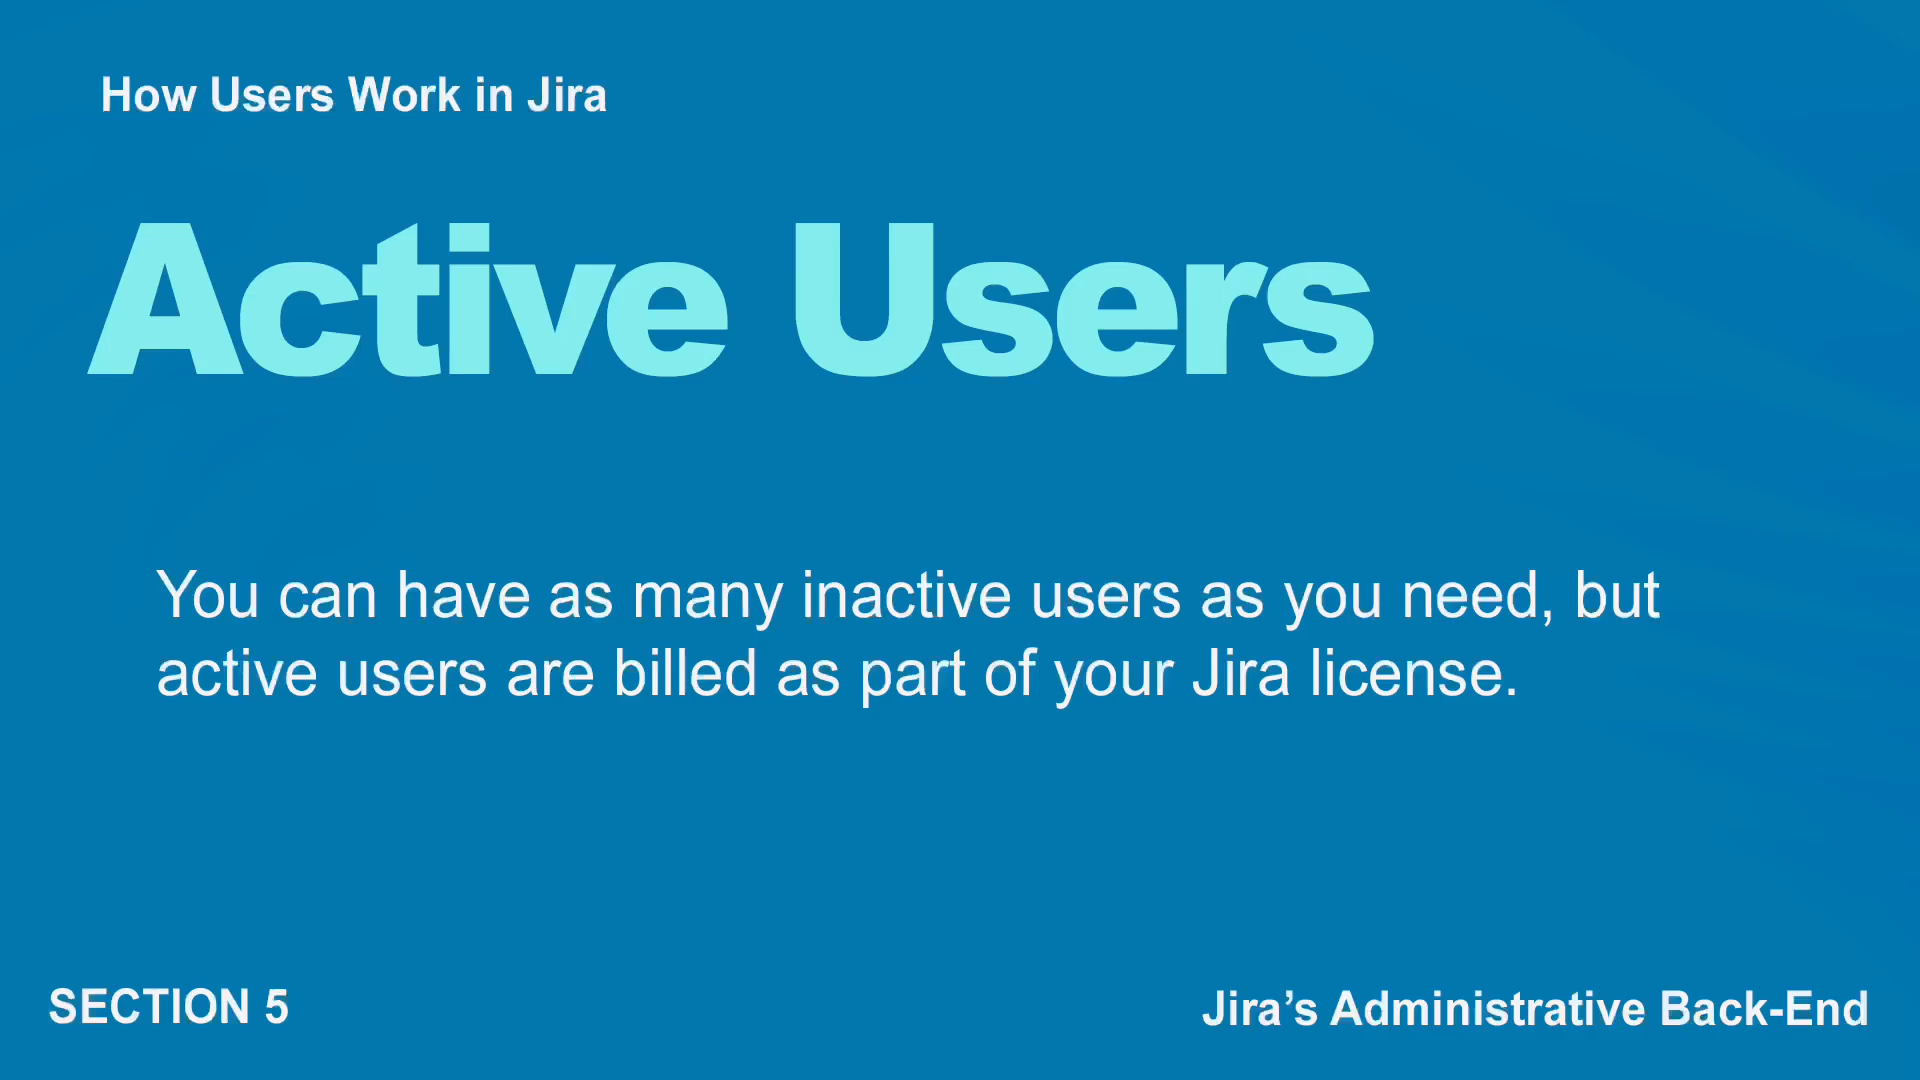 How Users Work in Jira
Active Users
You can have as many inactive users as you need, but
active users are billed as part of your Jira license.
SECTION 5
Jira’s Administrative Back-End